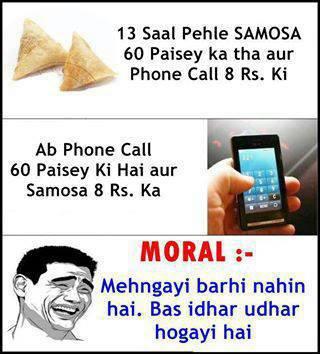 13 Saal Pehle SAMOSA
60 Paisey ka tha aur
Phone Call 8 Rs. Ki
Ab Phone Call
60 Paisey Ki Hai aur
Samosa 8 Rs. Ka
MORAL :-
Mehngayi barhi nahin
hai. Bas idhar udhar
hogayi hai